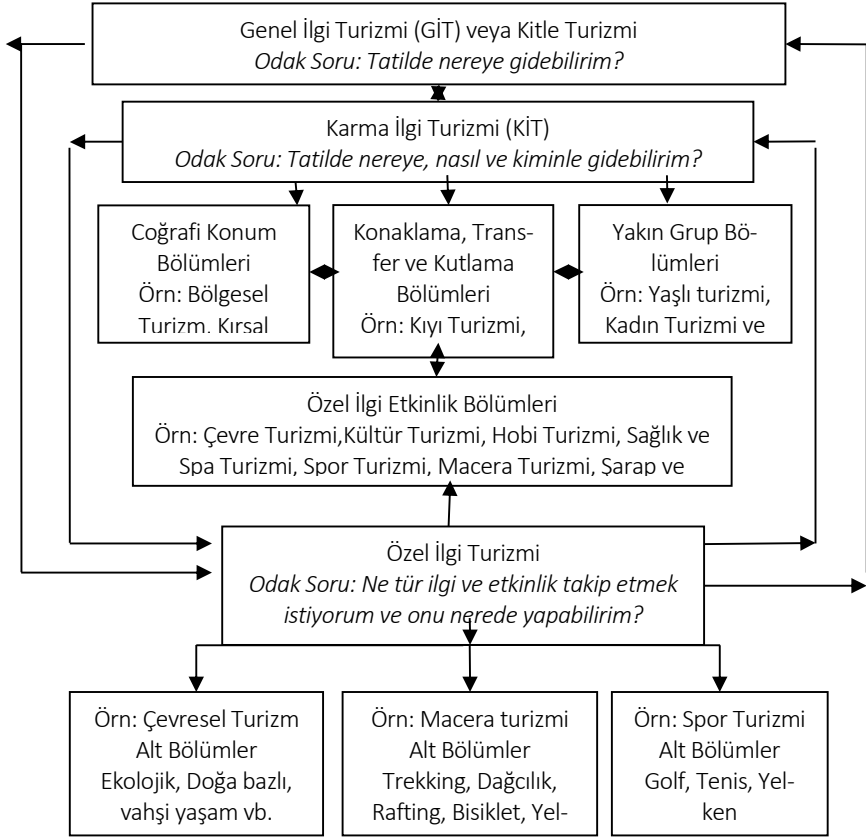 Genel İlgi Turizmi (GİT) veya Kitle Turizmi
Odak Soru: Tatilde nereye gidebilirim?
Karma İlgi Turizmi (KİT)
Odak Soru: Tatilde nereye, nasıl ve kiminle gidebilirim?
Coğrafi Konum
Bölümleri
Örn: Bölgesel
Turizm, Kırsal
Konaklama, Trans-
fer ve Kutlama
Bölümleri
Örn: Kıyı Turizmi,
Yakın Grup Bö-
lümleri
Örn: Yaşlı turizmi,
Kadın Turizmi ve
Özel İlgi Etkinlik Bölümleri
Örn: Çevre Turizmi,Kültür Turizmi, Hobi Turizmi, Sağlık ve
Spa Turizmi, Spor Turizmi, Macera Turizmi, Şarap ve
Özel İlgi Turizmi
Odak Soru: Ne tür ilgi ve etkinlik takip etmek
istiyorum ve onu nerede yapabilirim?
Örn: Çevresel Turizm
Alt Bölümler
Ekolojik, Doğa bazlı,
vahşi yaşam vb.
Örn: Macera turizmi
Alt Bölümler
Trekking, Dağcılık,
Rafting, Bisiklet, Yel-
Örn: Spor Turizmi
Alt Bölümler
Golf, Tenis, Yel-
ken